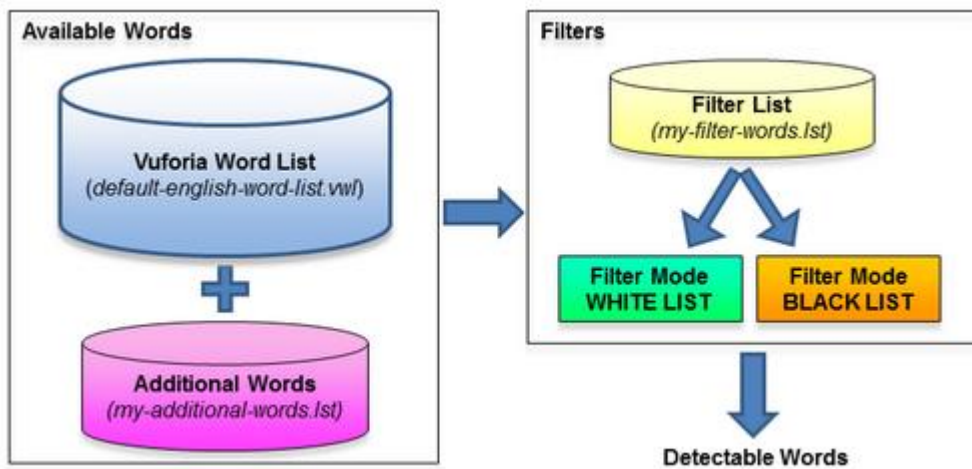 Available Words
Vuforia Word List
(default-english-word-list.vwl)
Additional Words
(my-additional-words.lst)
Filters
Filter List
(my-filter-words.lst)
Filter Mode
WHITE LIST
Filter Mode
BLACK LIST
Detectable Words